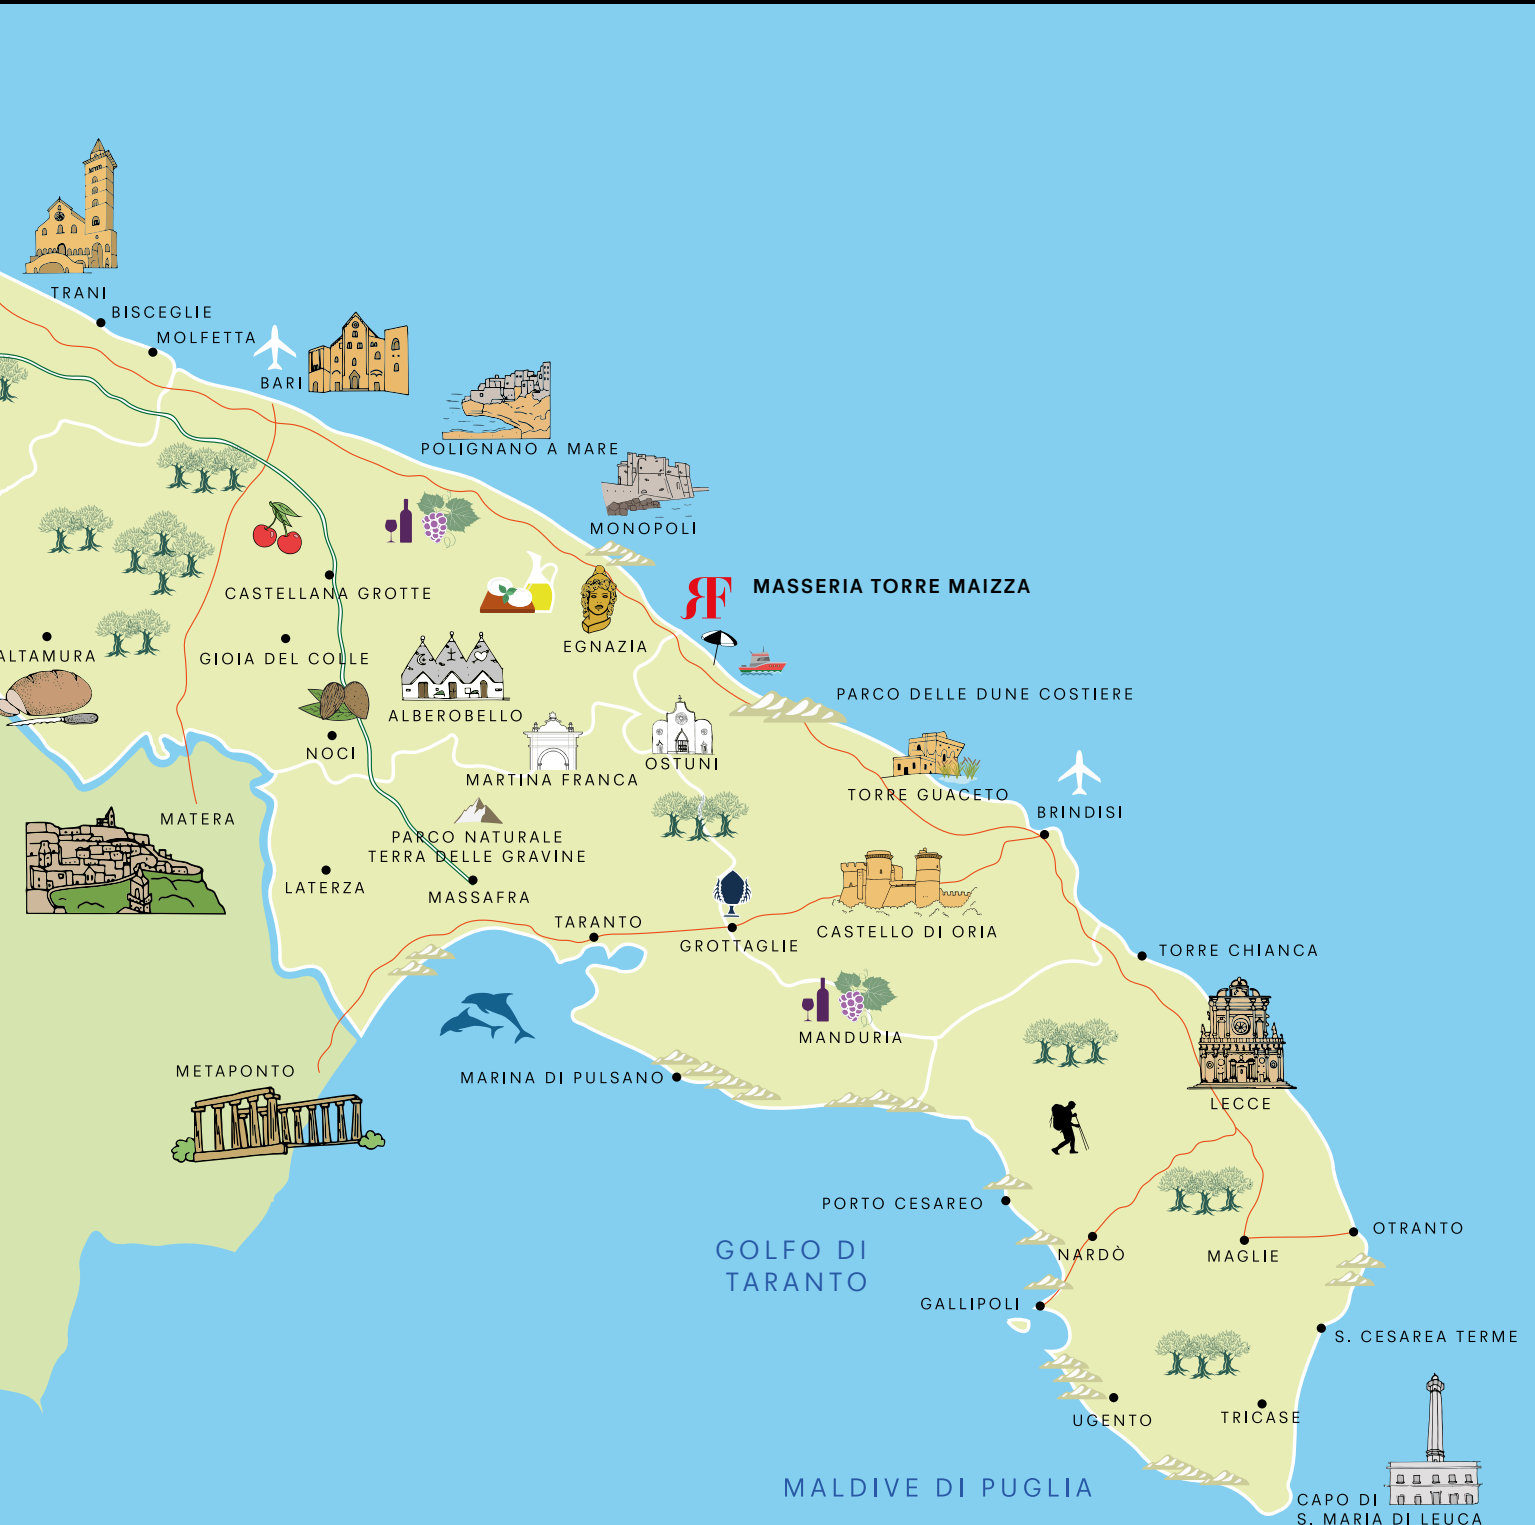 TRANI
BISCEGLIE
MOLFETTA
BARI
POLIGNANO A MARE
MONOPOLI
RF MASSERIA TORRE MAIZZA
CASTELLANA GROTTE
EGNAZIA
ALTAMURA
GIOIA DEL COLLE
PARCO DELLE DUNE COSTIERE
ALBEROBELLO
NOCI
OSTUNI
MARTINA FRANCA
TORRE GUACETO
BRINDISI
MATERA
PARCO NATURALE
TERRA DELLE GRAVINE
LATERZA
MASSAFRA
TARANTO
GROTTAGLIE
CASTELLO DI ORIA
TORRE CHIANCA
MANDURIA
METAPONTO
MARINA DI PULSANO
LECCE
PORTO CESAREO
OTRANTO
GOLFO DI
TARANTO
NARDÒ
MAGLIE
GALLIPOLI
S. CESAREA TERME
UGENTO
TRICASE
MALDIVE DI PUGLIA
CAPO DI
S. MARIA DI LEUCA